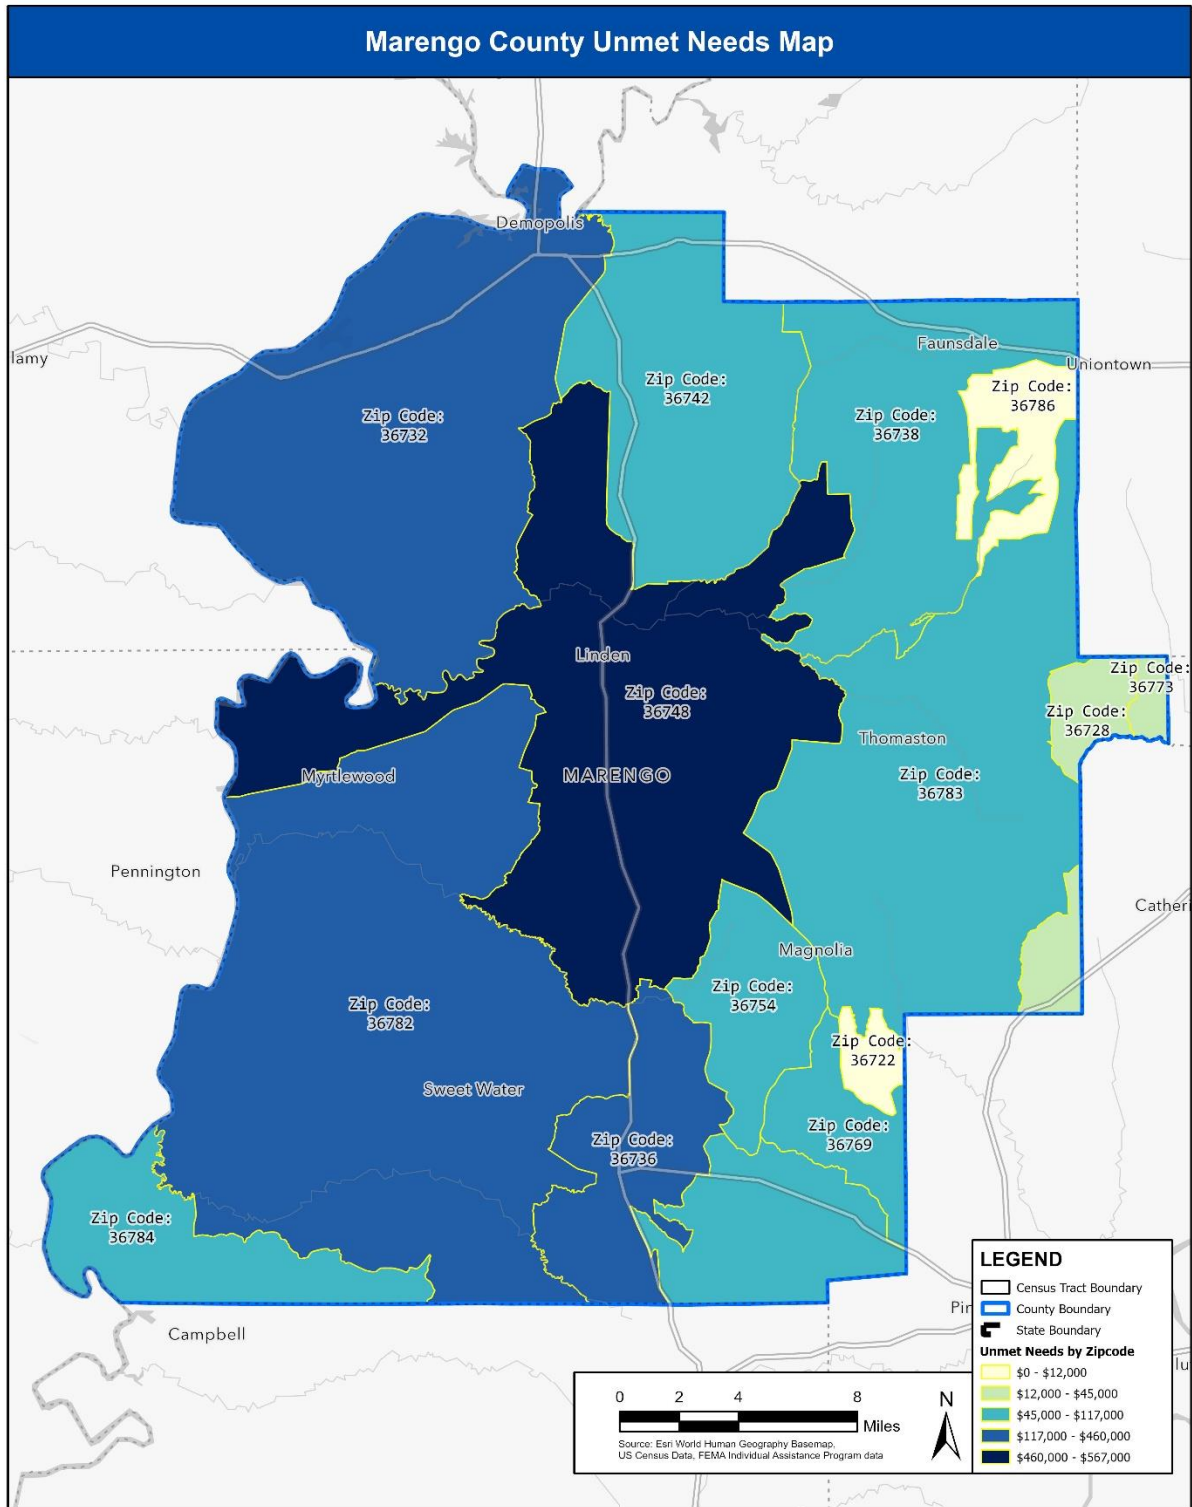 Marengo County Unmet Needs Map
Demopolis
lamy
Faunsdale
Uniontown
Zip Code:
36742
Zip Code:
36786
Zip Code:
36732
Zip Code:
36738
Linden
Zip Code:
36748
Zip Code:
36773
Zip Code:
36728
Thomaston
Myrtlewood
MARENGO
Zip Code:
36783
Pennington
Catheri
Magnolia
Zip Code:
36754
Zip Code:
36782
Zip Code:
36722
Sweet Water
Zip Code:
36736
Zip Code:
36769
Zip Code:
36784
Campbell
Pin
lu
LEGEND
Census Tract Boundary
County Boundary
State Boundary
Unmet Needs by Zipcode
$0 - $12,000
$12,000 - $45,000
$45,000 - $117,000
$117,000 - $460,000
$460,000 - $567,000
0 2 4 8
Miles
N
Source: Esri World Human Geography Basemap,
US Census Data, FEMA Individual Assistance Program data